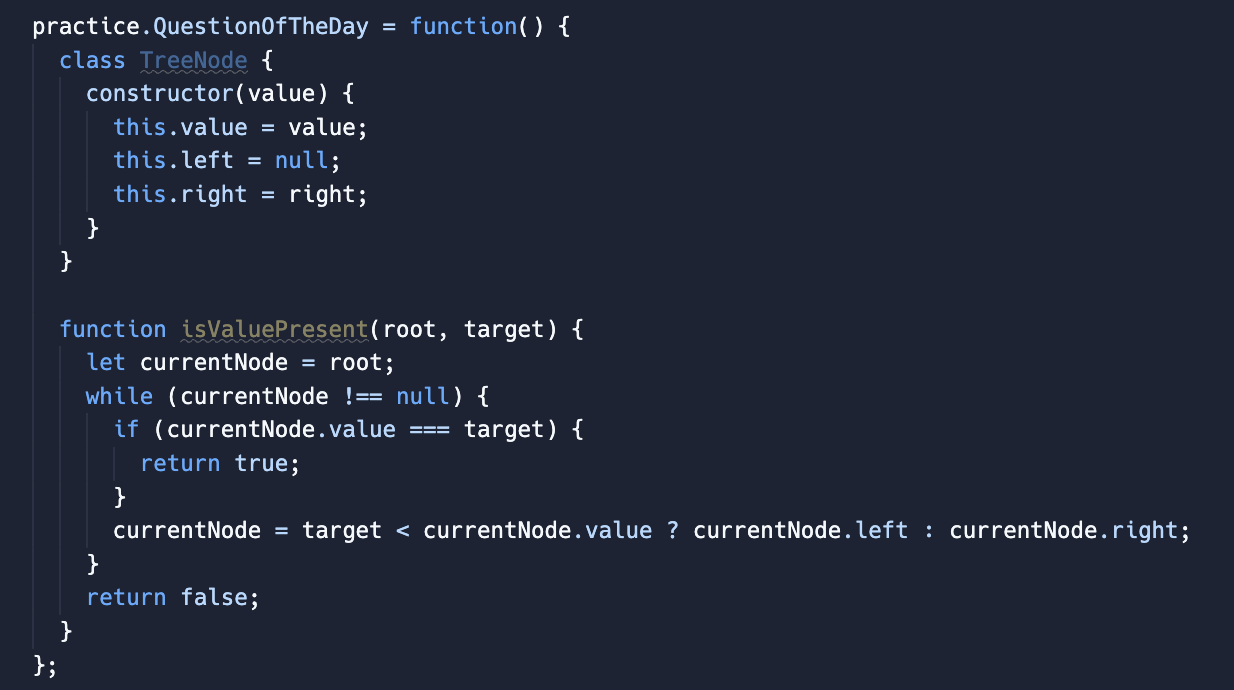 practice.QuestionOfTheDay = function() {
  class TreeNode {
    constructor(value) {
      this.value = value;
      this.left = null;
      this.right = right;
    }
  }

  function isValuePresent(root, target) {
    let currentNode = root;
    while (currentNode !== null) {
      if (currentNode.value === target) {
        return true;
      }
      currentNode = target < currentNode.value ? currentNode.left : currentNode.right;
    }
    return false;
  }
};